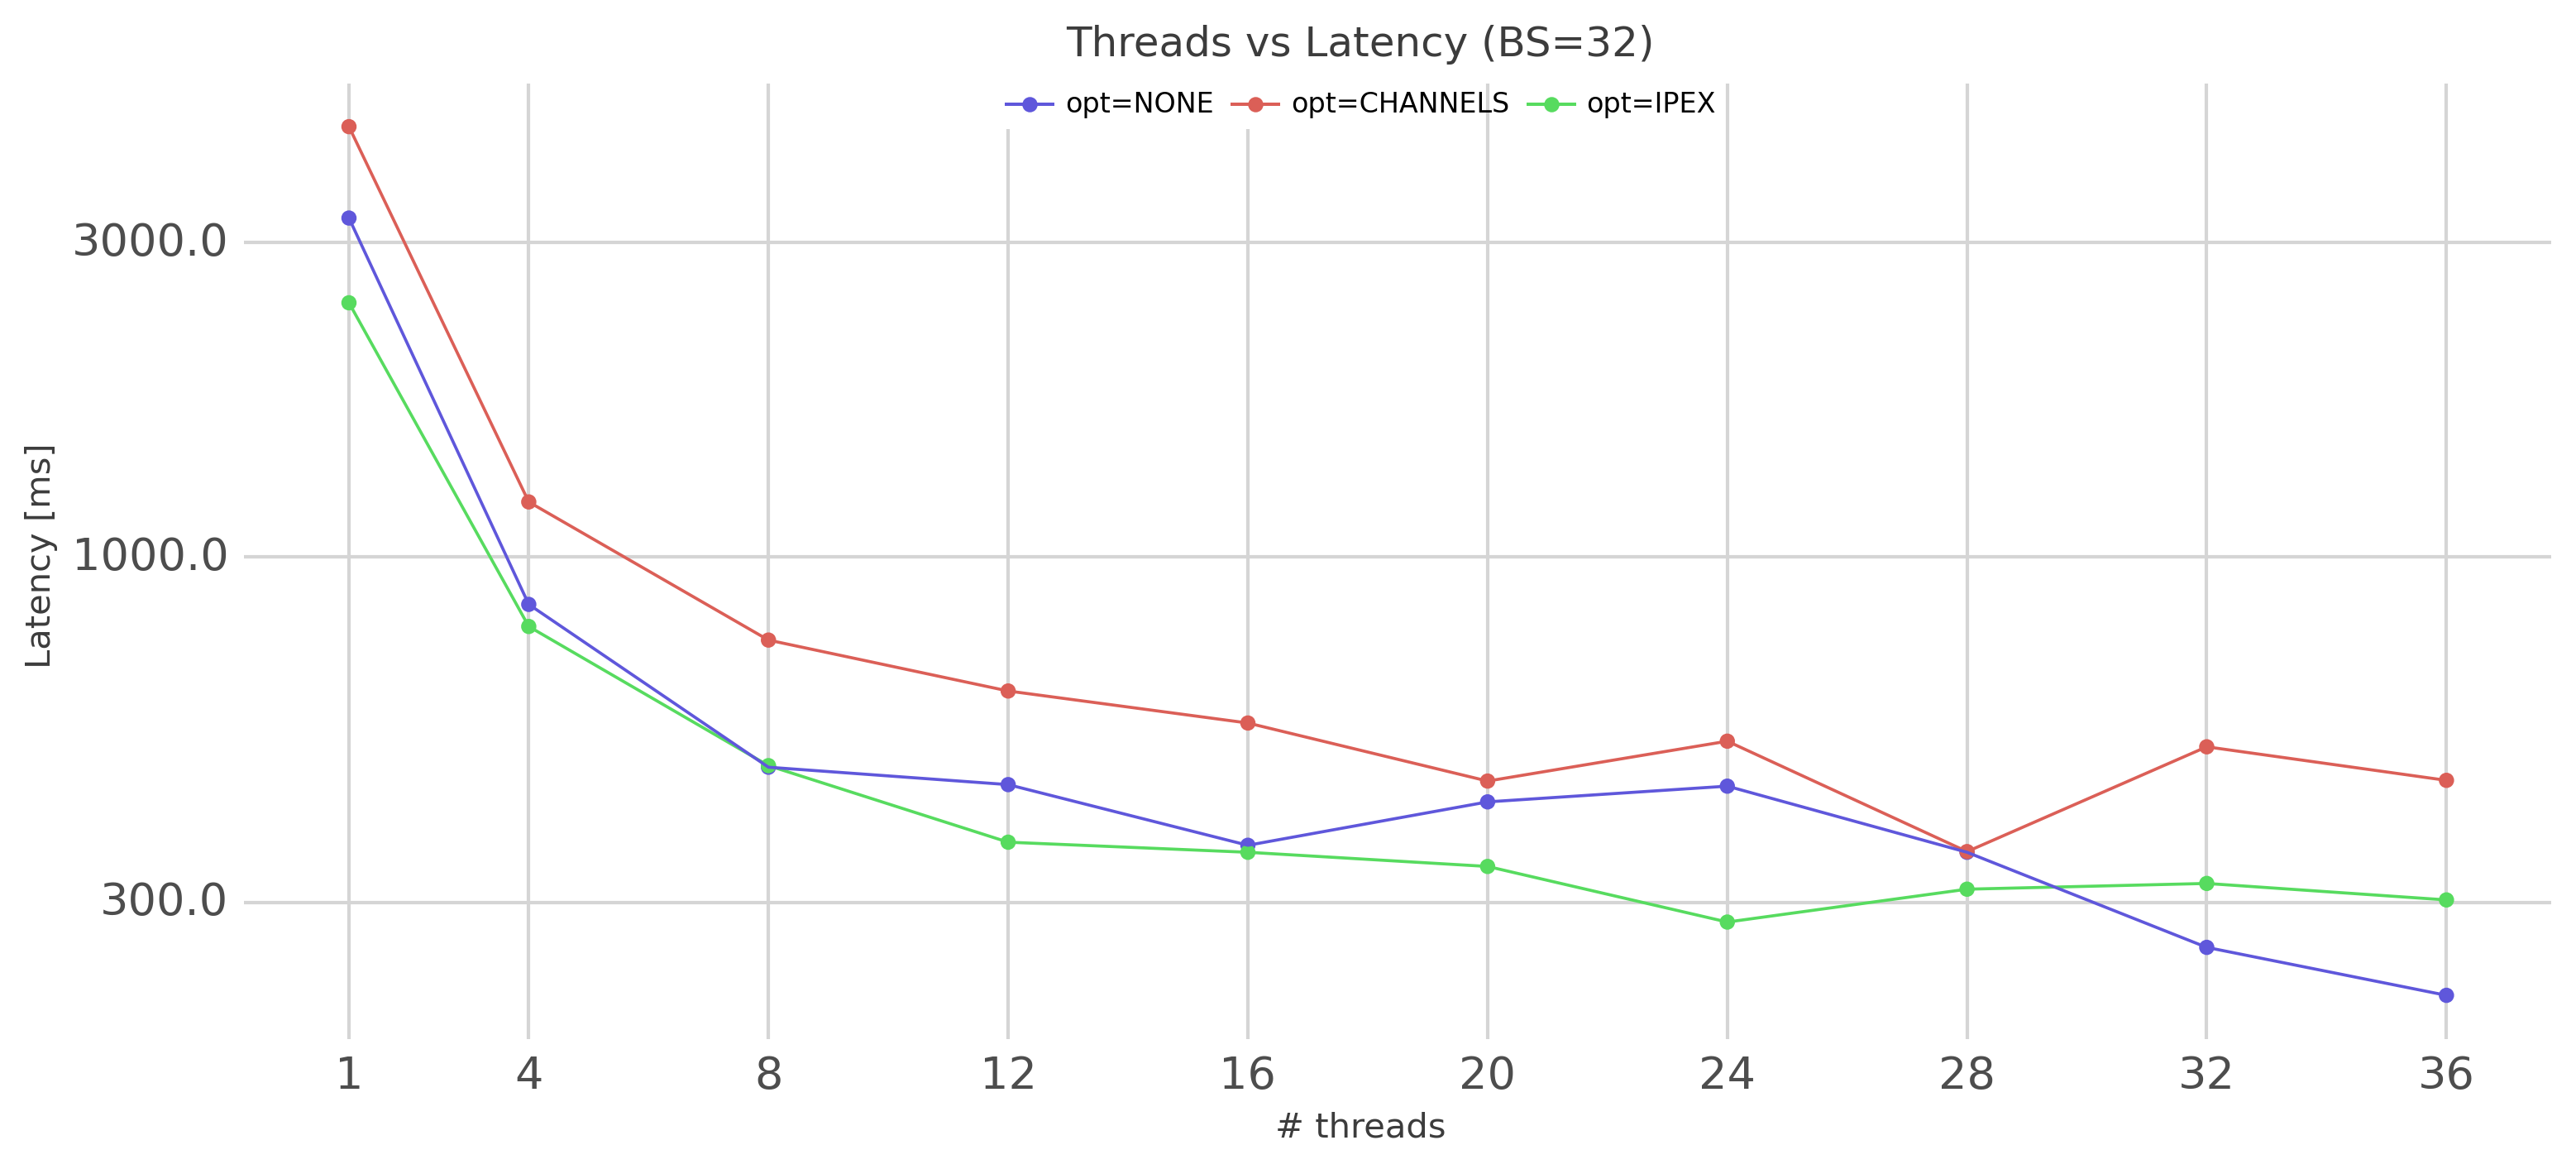 Threads vs Latency (BS=32)
opt=NONE opt=CHANNELS opt=IPEX
Latency [ms]
3000.0
1000.0
300.0
1 4 8 12 16 20 24 28 32 36
# threads